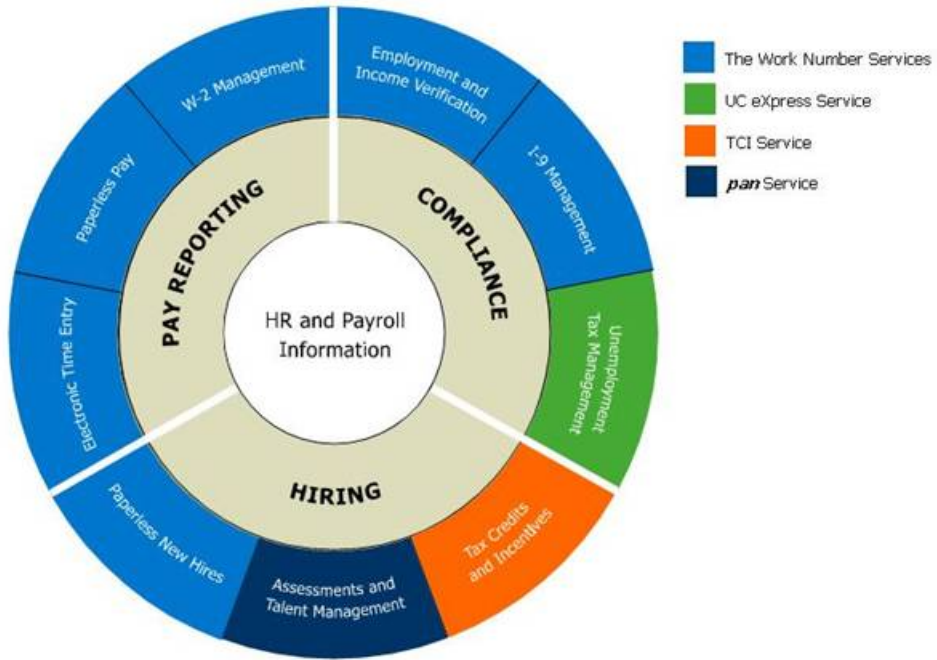 W-2 Management
Employment and
Income Verification
I-9 Management
Unemployment
Tax Management
Tax Credits
and Incentives
Assessments and
Talent Management
Paperless New Hires
Electronic Time Entry
Paperless Pay
PAY REPORTING
COMPLIANCE
HIRING
HR and Payroll
Information
The Work Number Services
UC eXpress Service
TCI Service
pan Service